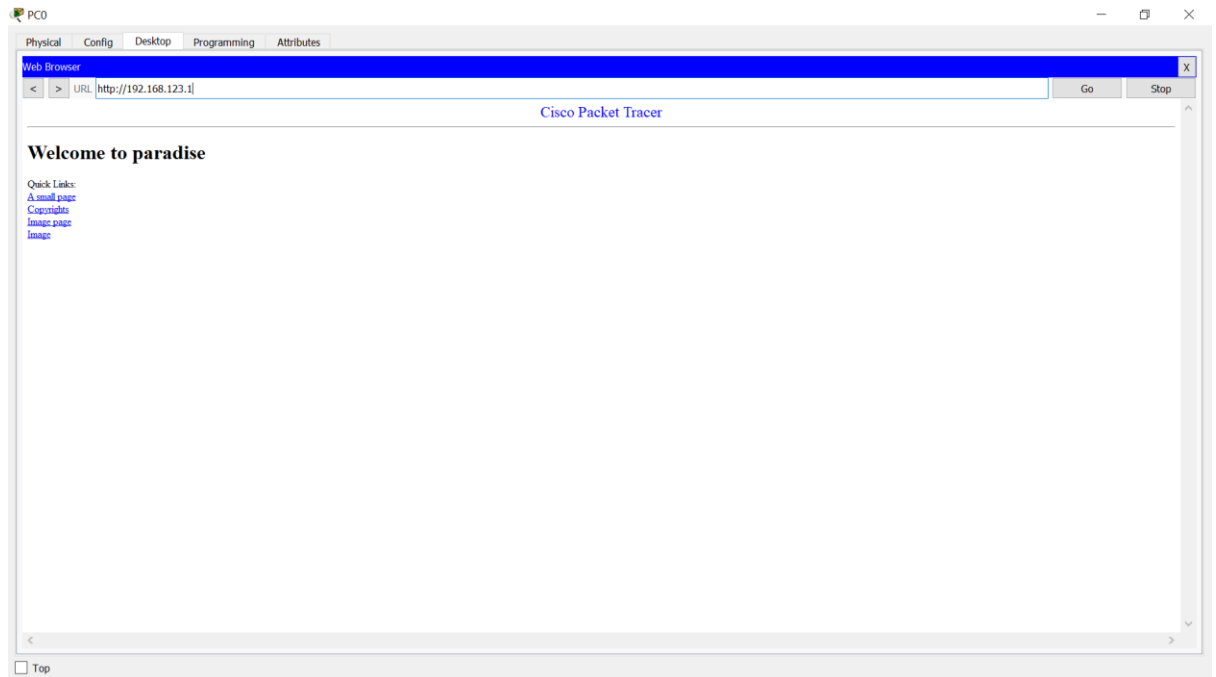 PC0
Physical Config Desktop Programming Attributes
Web Browser X
< > URL http://192.168.123.1 Go Stop
Cisco Packet Tracer
Welcome to paradise
Quick Links:
A small page
Copyrights
Image page
Image
Top